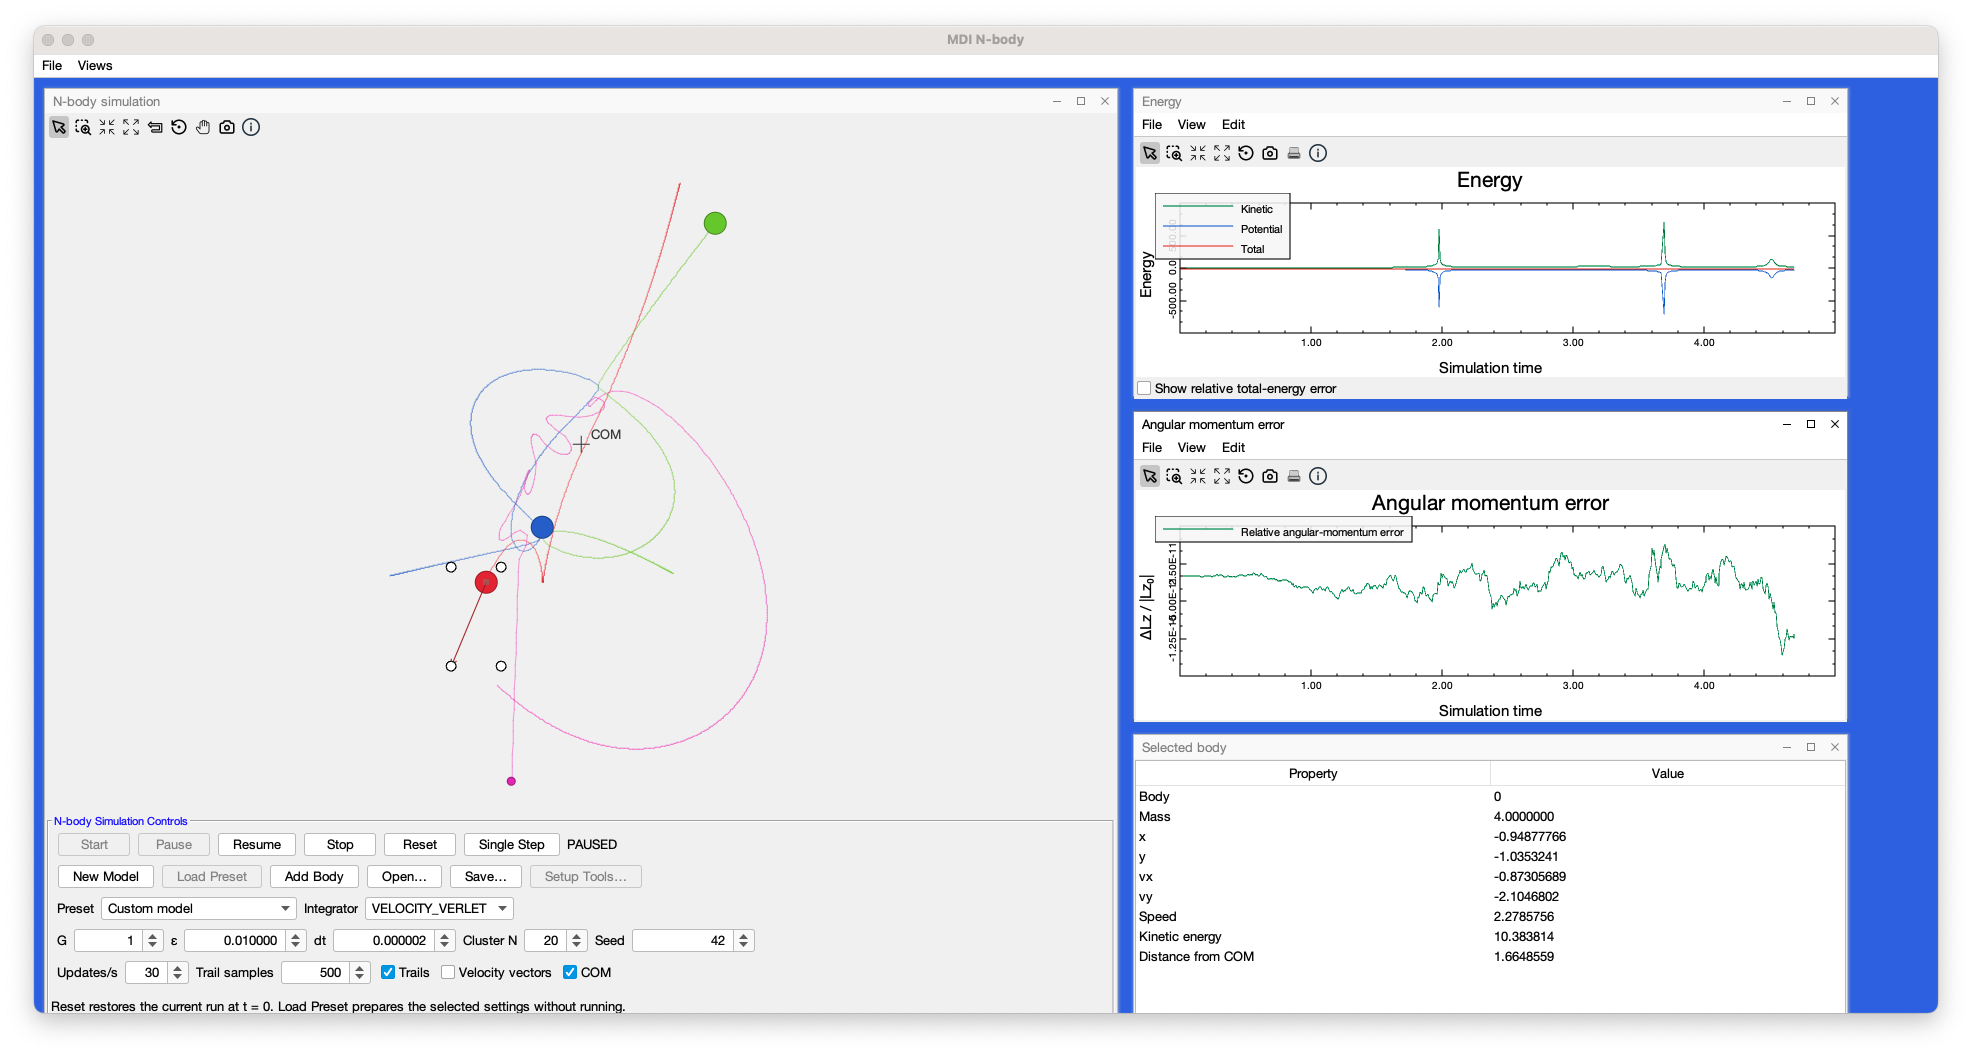 MDI N-body
File Views
N-body simulation
COM
N-body Simulation Controls
Start Pause Resume Stop Reset Single Step PAUSED
New Model Load Preset Add Body Open... Save... Setup Tools...
Preset Custom model Integrator VELOCITY_VERLET
G 1 ε 0.010000 dt 0.000002 Cluster N 20 Seed 42
Updates/s 30 Trail samples 500 Trails Velocity vectors COM
Reset restores the current run at t = 0. Load Preset prepares the selected settings without running.
Energy
File View Edit
Energy
Kinetic
Potential
Total
Energy
-500.00 0.0
1.00 2.00 3.00 4.00
Simulation time
Show relative total-energy error
Angular momentum error
File View Edit
Angular momentum error
Relative angular-momentum error
ΔLz / |Lz₀|
1.00 2.00 3.00 4.00
Simulation time
Selected body
Property Value
Body 0
Mass 4.0000000
x -0.94877766
y -1.0353241
vx -0.87305689
vy -2.1046802
Speed 2.2785756
Kinetic energy 10.383814
Distance from COM 1.6648559